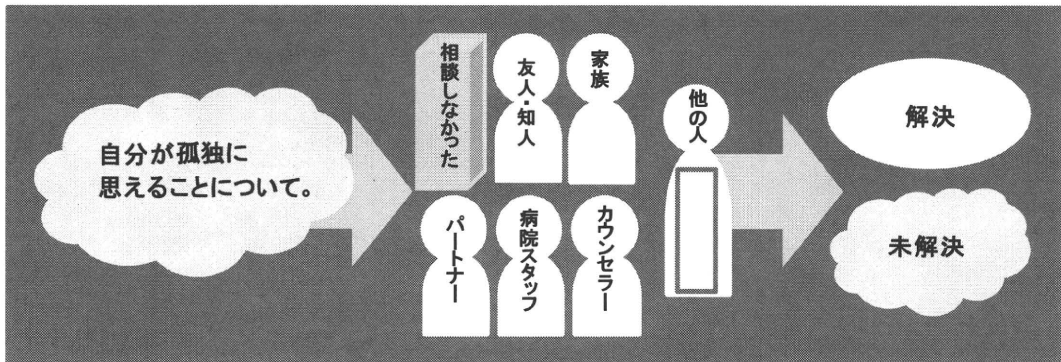 自分が孤独に
思えることについて。
相談しなかった
友人・知人
家族
パートナー
病院スタッフ
カウンセラー
他の人
解決
未解決